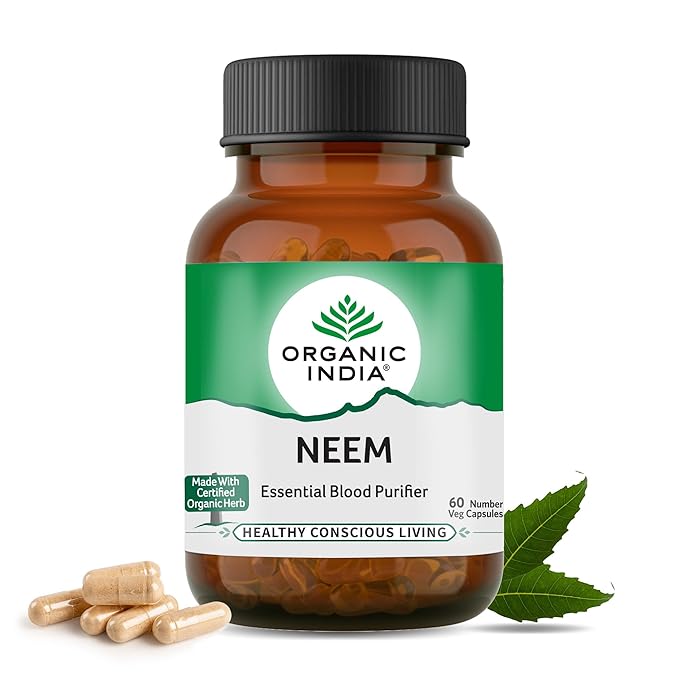 ORGANIC
INDIA®
NEEM
Essential Blood Purifier
Made With
Certified
Organic Herb
60 Number
Veg Capsules
HEALTHY CONSCIOUS LIVING